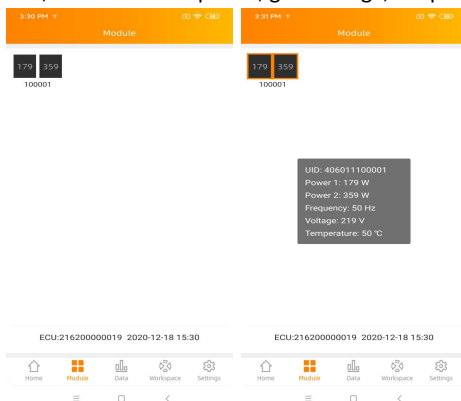 3:30 PM
Module
179 359
100001
ECU:216200000019 2020-12-18 15:30
Home Module Data Workspace Settings
3:31 PM
Module
179 359
100001
UID: 406011100001
Power 1: 179 W
Power 2: 359 W
Frequency: 50 Hz
Voltage: 219 V
Temperature: 50 ℃
ECU:216200000019 2020-12-18 15:30
Home Module Data Workspace Settings